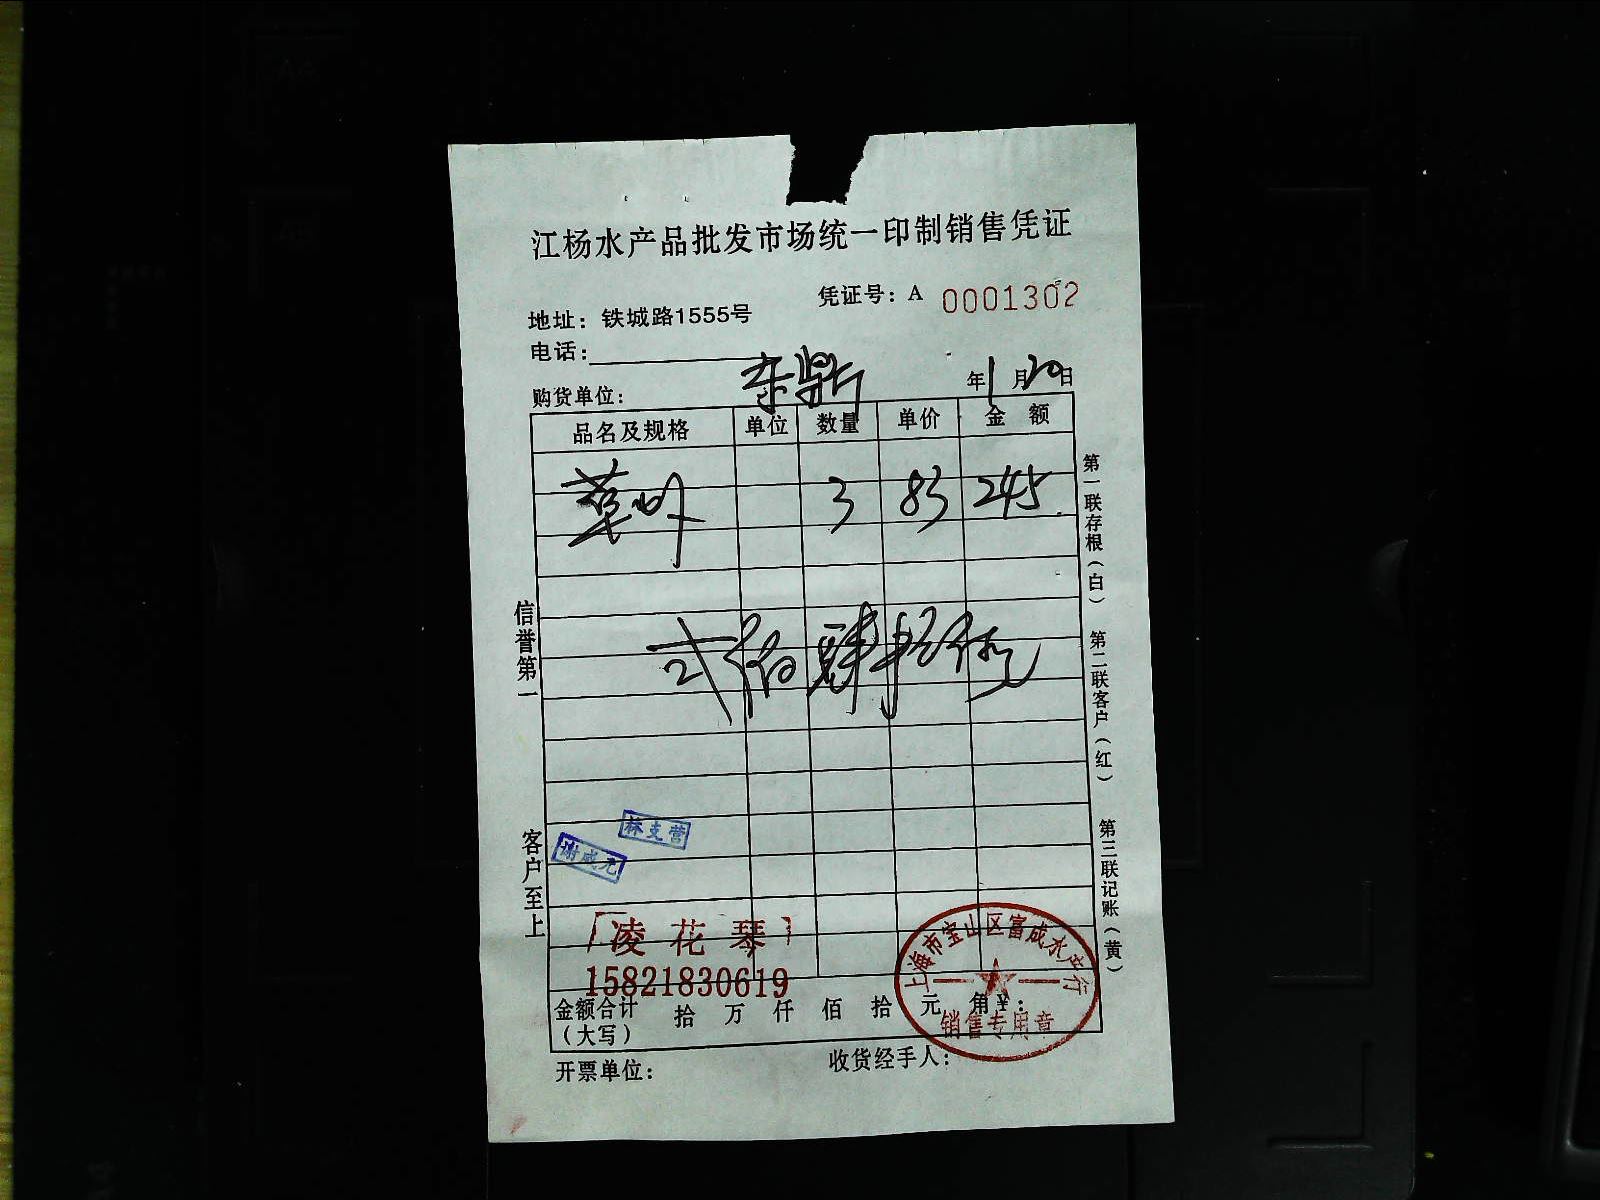 江杨水产品批发市场统一印制销售凭证
凭证号：A 0001302
地址：铁城路1555号
电话：
购货单位： 年1月20日
品名及规格 单位 数量 单价 金 额
草 3 83 245
弍佰肆拾伍元
信誉第一
客户至上
第一联存根（白）
第二联客户（红）
第三联记账（黄）
林支营
谢成元
「凌花琴」
15821830619
上海市宝山区富成水产行
销售专用章
金额合计（大写） 拾 万 仟 佰 拾 元 角 ¥：
开票单位： 收货经手人：